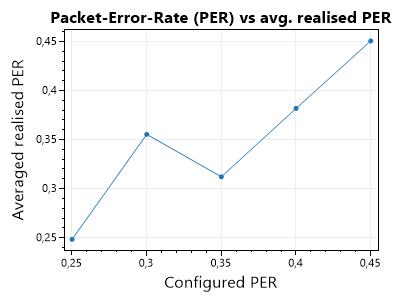 Packet-Error-Rate (PER) vs avg. realised PER
Averaged realised PER
0,45
0,4
0,35
0,3
0,25
0,25 0,3 0,35 0,4 0,45
Configured PER